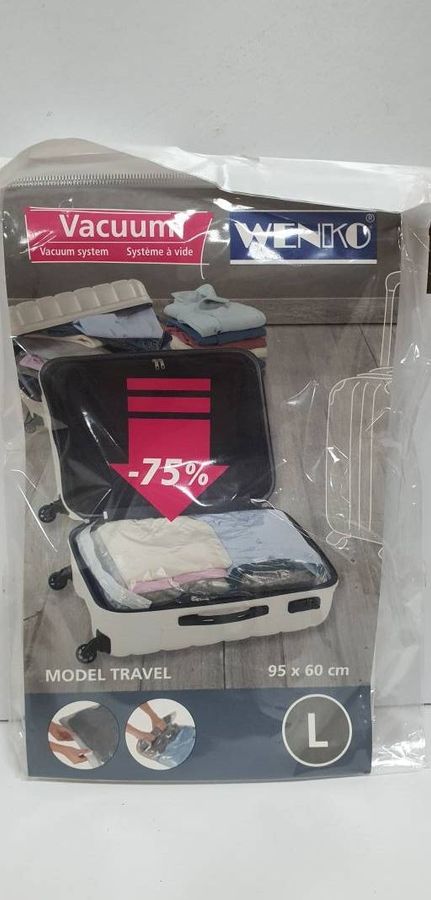 Vacuum
Vacuum system Système à vide
WENKO®
-75%
MODEL TRAVEL
95 x 60 cm
L